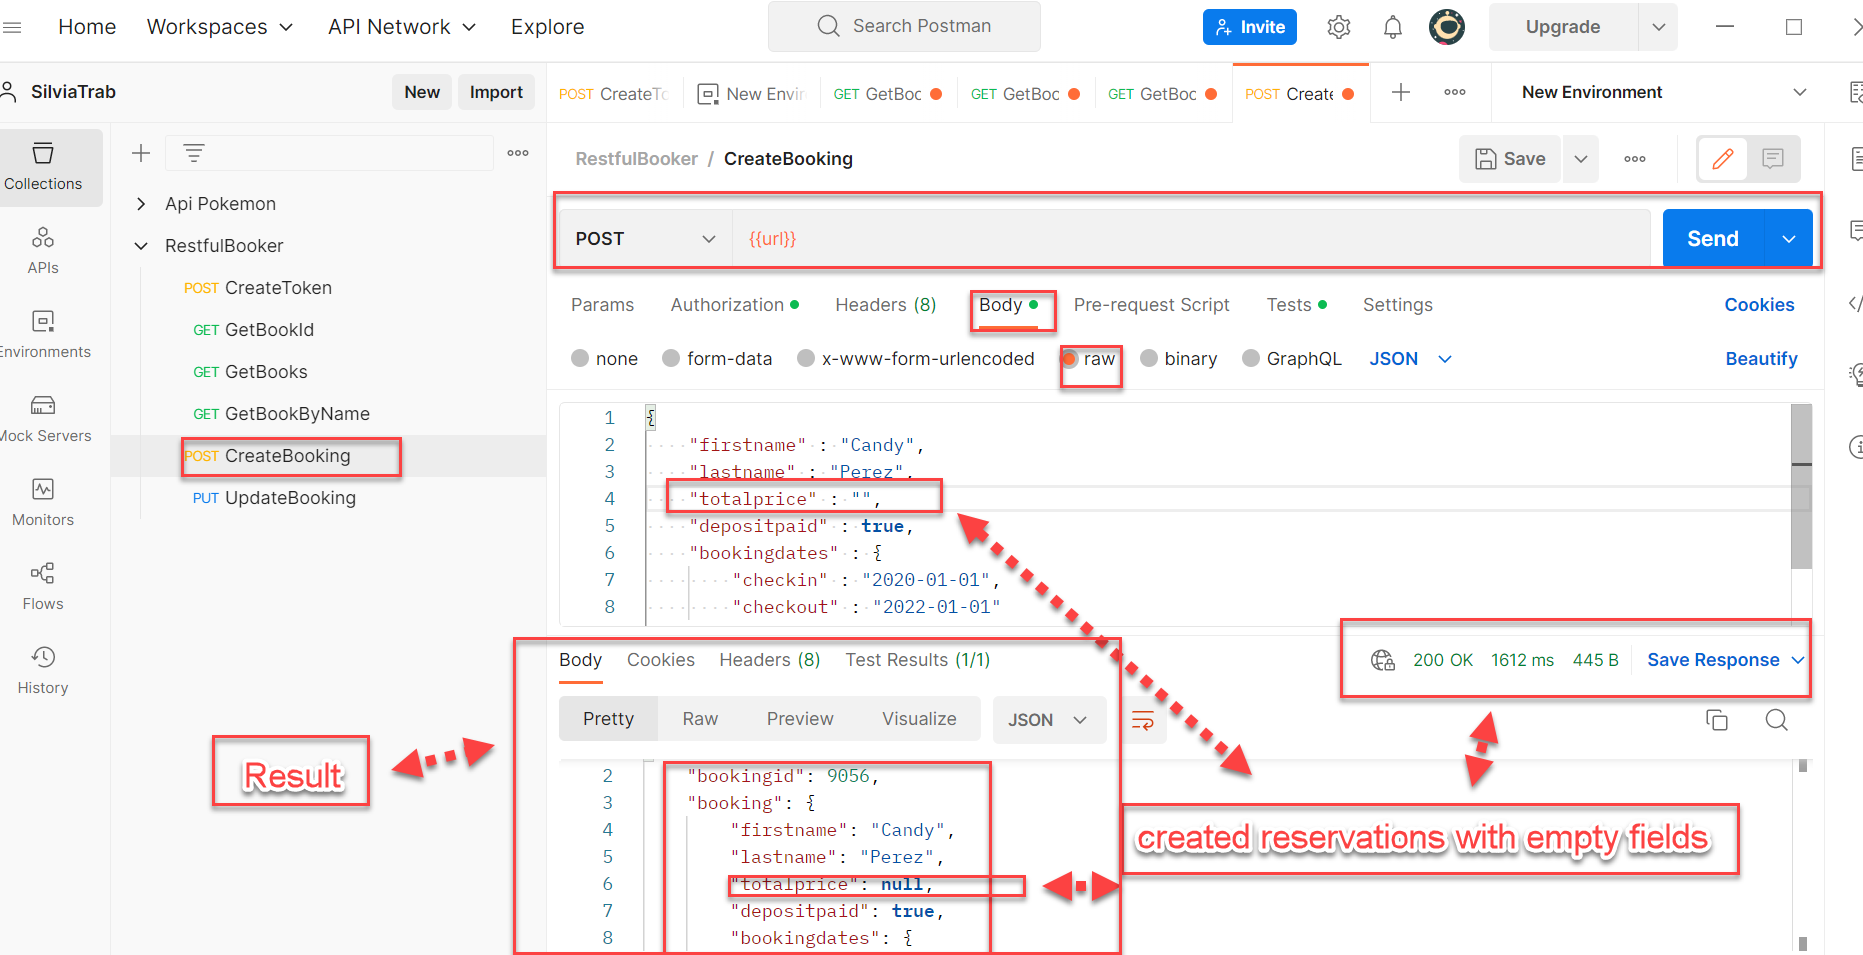 Home Workspaces API Network Explore Search Postman Invite Upgrade
SilviaTrab New Import
POST CreateTo New Envir GET GetBoc GET GetBoc GET GetBoc POST Create New Environment
Collections
APIs
Environments
Mock Servers
Monitors
Flows
History
Api Pokemon
RestfulBooker
POST CreateToken
GET GetBookId
GET GetBooks
GET GetBookByName
POST CreateBooking
PUT UpdateBooking
RestfulBooker / CreateBooking Save
POST {{url}} Send
Params Authorization Headers (8) Body Pre-request Script Tests Settings Cookies
none form-data x-www-form-urlencoded raw binary GraphQL JSON Beautify
1 {
2 "firstname" : "Candy",
3 "lastname" : "Perez",
4 "totalprice" : "",
5 "depositpaid" : true,
6 "bookingdates" : {
7 "checkin" : "2020-01-01",
8 "checkout" : "2022-01-01"
Body Cookies Headers (8) Test Results (1/1) 200 OK 1612 ms 445 B Save Response
Pretty Raw Preview Visualize JSON
2 "bookingid": 9056,
3 "booking": {
4 "firstname": "Candy",
5 "lastname": "Perez",
6 "totalprice": null,
7 "depositpaid": true,
8 "bookingdates": {
Result
created reservations with empty fields